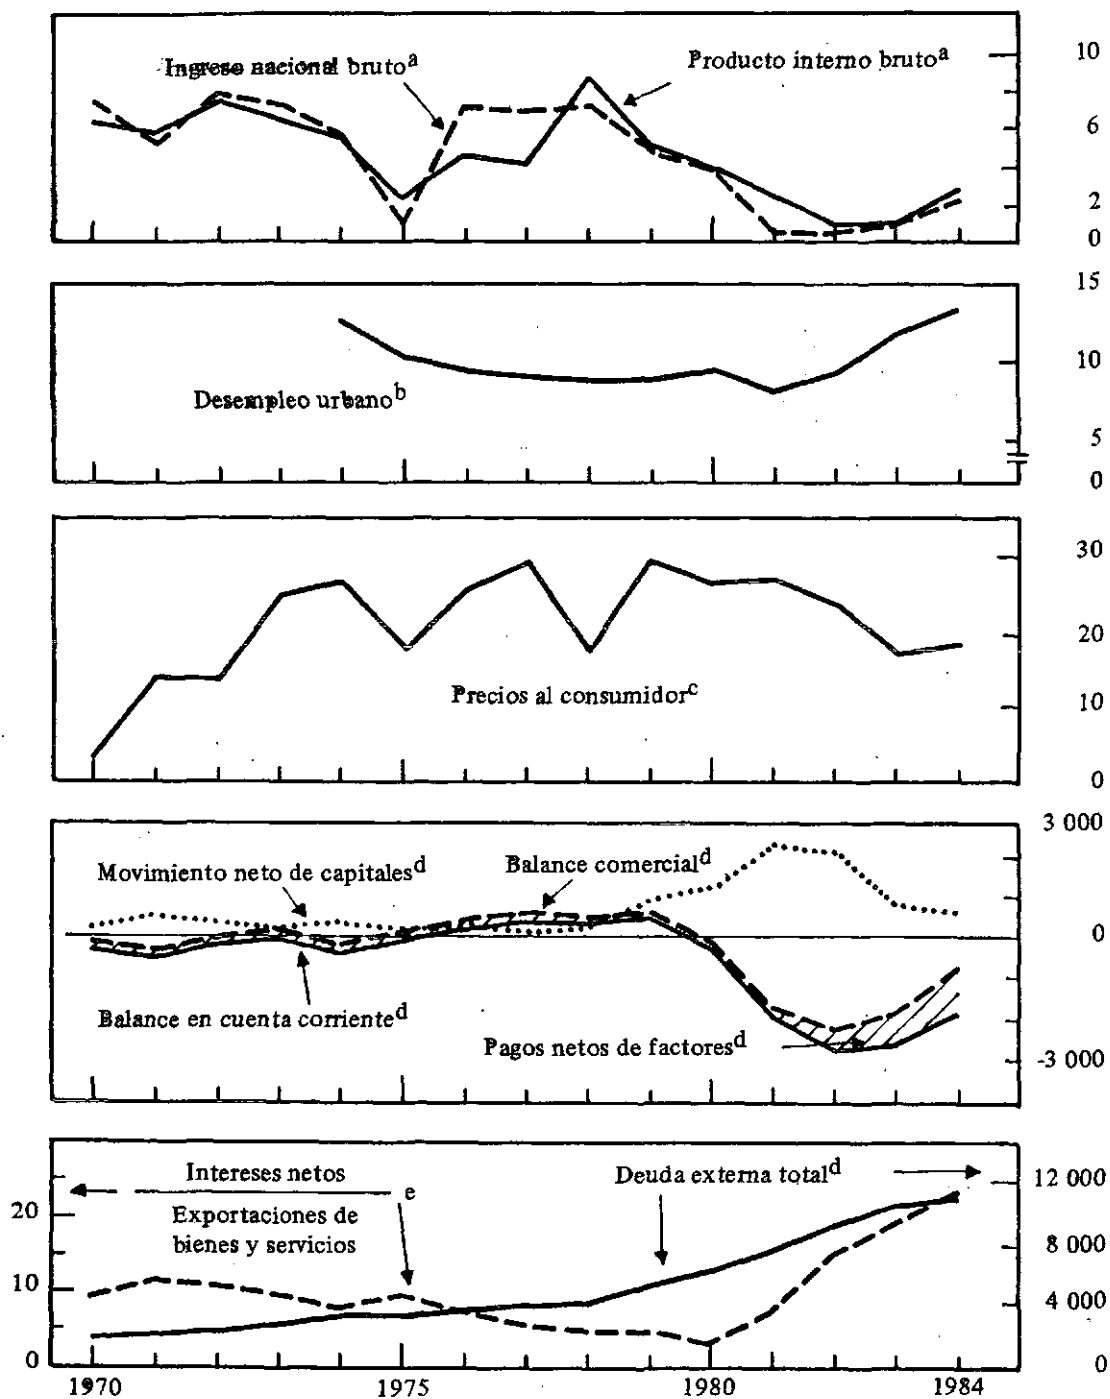 Ingreso nacional bruto a
Producto interno bruto a
10
6
2
0
Desempleo urbano b
15
10
5
0
Precios al consumidor c
30
20
10
0
Movimiento neto de capitales d
Balance comercial d
Balance en cuenta corriente d
Pagos netos de factores d
3 000
0
-3 000
Intereses netos
Exportaciones de
bienes y servicios
e
Deuda externa total d
20
10
0
12 000
8 000
4 000
0
1970
1975
1980
1984